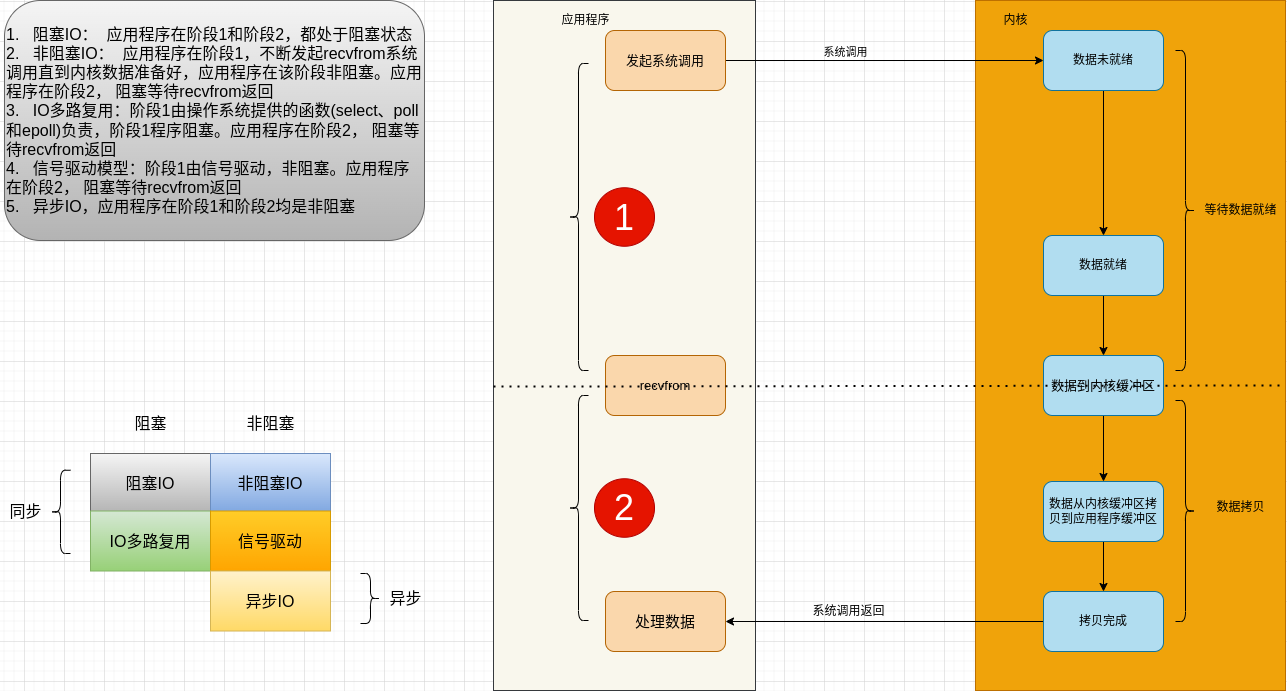 1. 阻塞IO： 应用程序在阶段1和阶段2，都处于阻塞状态
2. 非阻塞IO： 应用程序在阶段1，不断发起recvfrom系统
调用直到内核数据准备好，应用程序在该阶段非阻塞。应用
程序在阶段2， 阻塞等待recvfrom返回
3. IO多路复用：阶段1由操作系统提供的函数(select、poll
和epoll)负责，阶段1程序阻塞。应用程序在阶段2， 阻塞等
待recvfrom返回
4. 信号驱动模型：阶段1由信号驱动，非阻塞。应用程序
在阶段2， 阻塞等待recvfrom返回
5. 异步IO，应用程序在阶段1和阶段2均是非阻塞
阻塞
非阻塞
同步
阻塞IO
非阻塞IO
IO多路复用
信号驱动
异步IO
异步
应用程序
发起系统调用
1
recvfrom
2
处理数据
系统调用
系统调用返回
内核
数据未就绪
等待数据就绪
数据就绪
数据到内核缓冲区
数据从内核缓冲区拷
贝到应用程序缓冲区
数据拷贝
拷贝完成